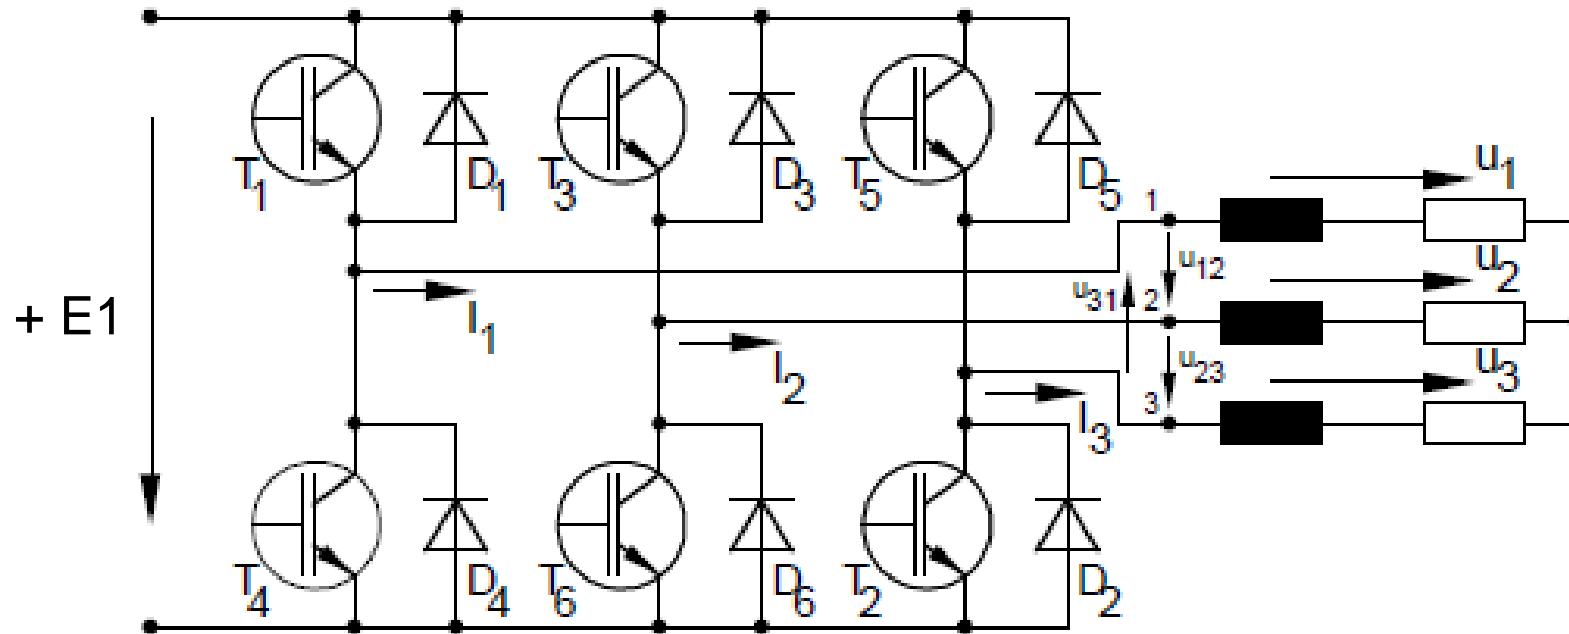 T1 D1 T3 D3 T5 D5 1 u1
u12 u2
+ E1 I1 u31 2
I2 u23 u3
3 I3
T4 D4 T6 D6 T2 D2